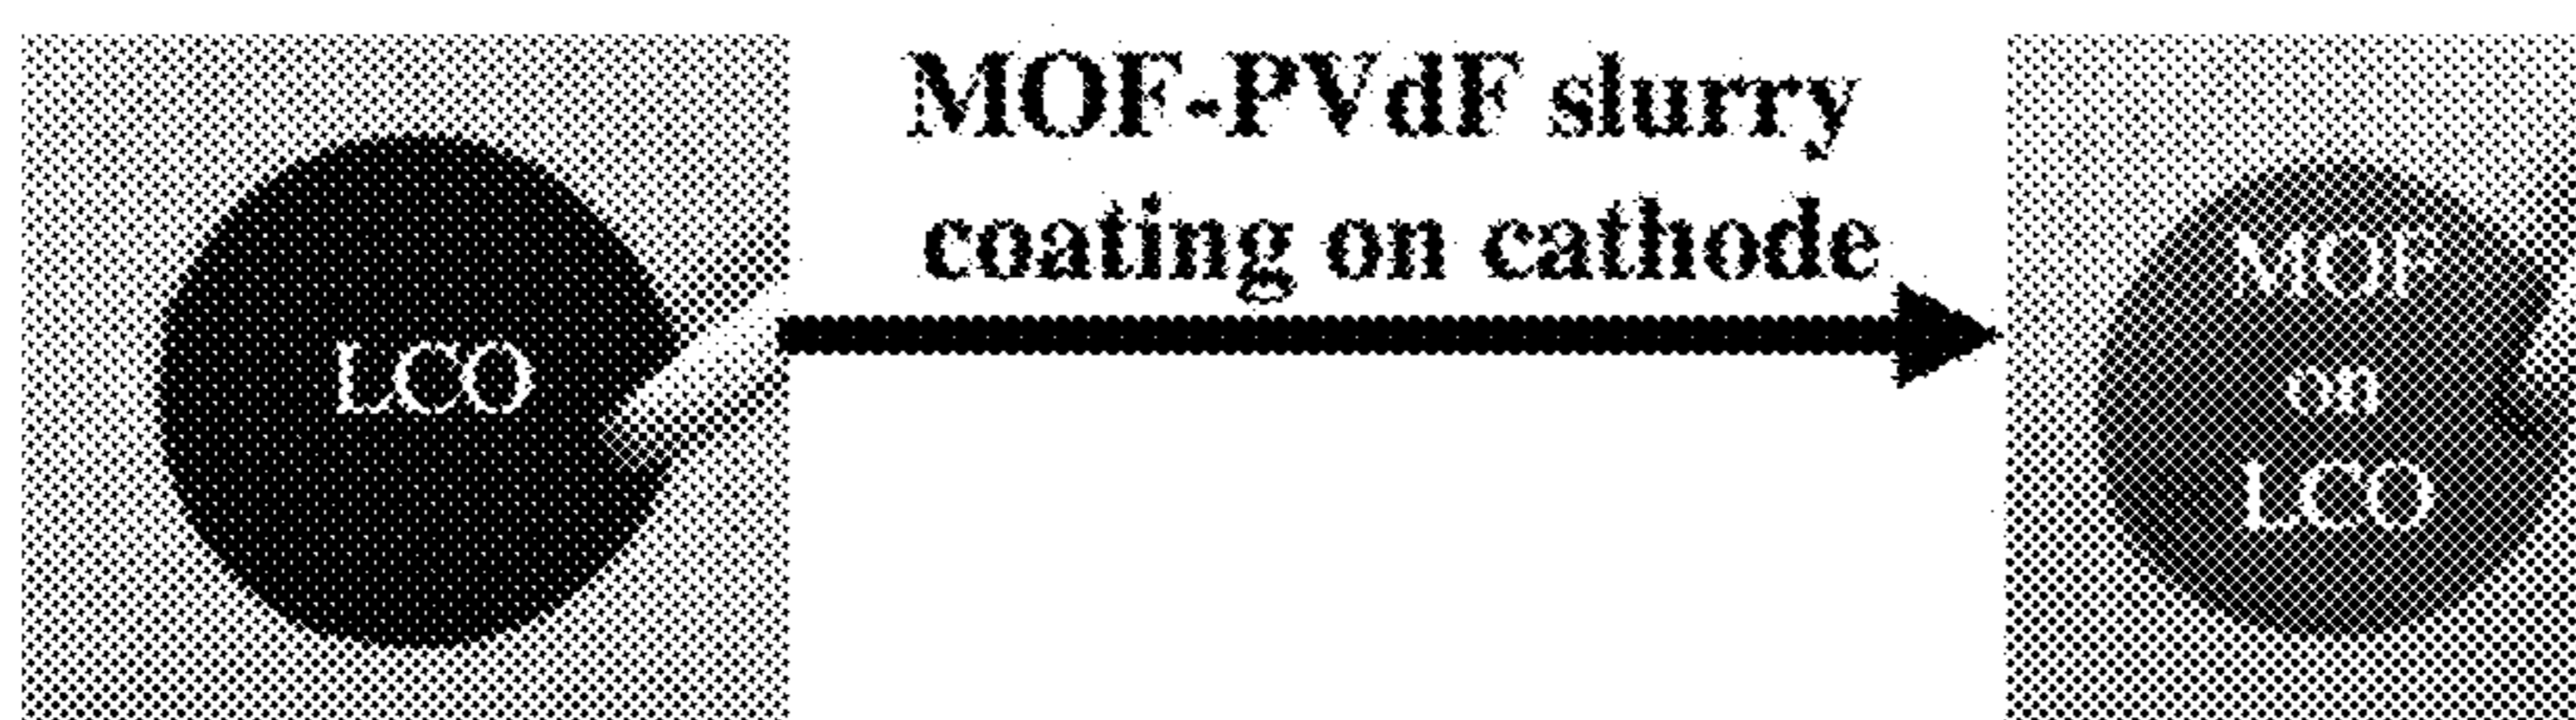 LCO
MOF-PVdF slurry
coating on cathode
MOF
on
LCO